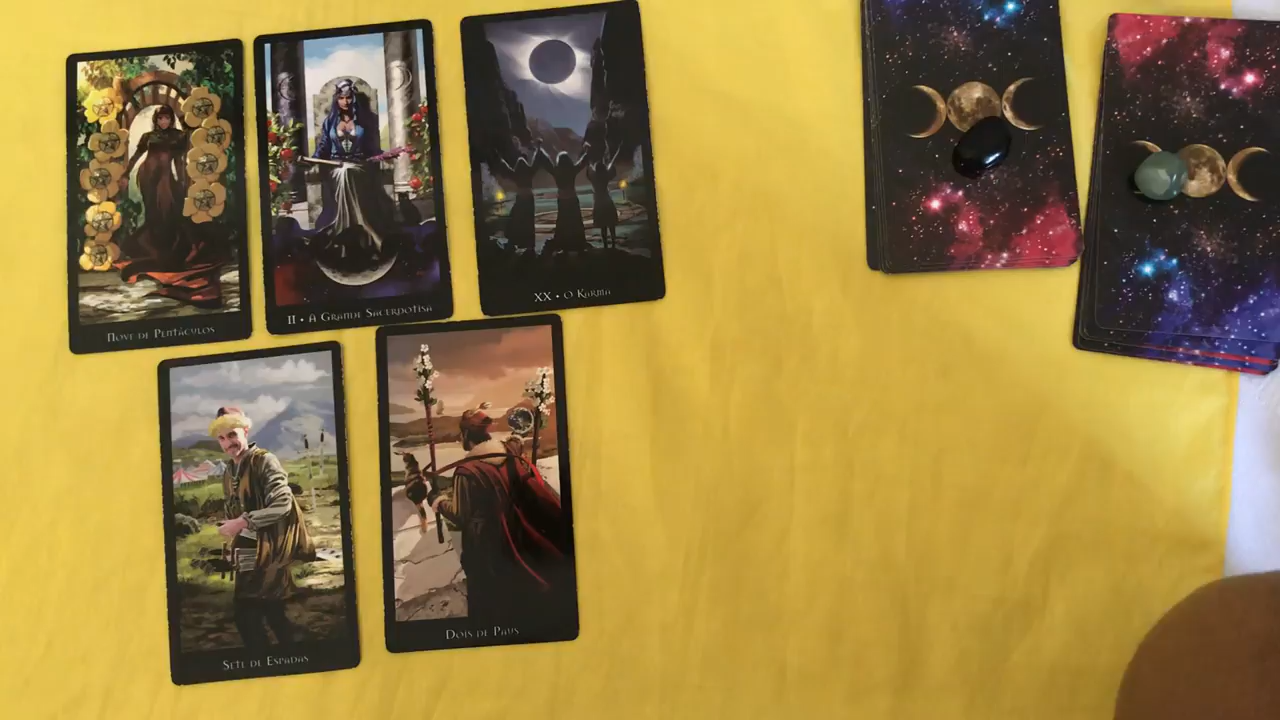 Nove de Pentáculos
II • A Grande Sacerdotisa
XX • O Karma
Sete de Espadas
Dois de Paus